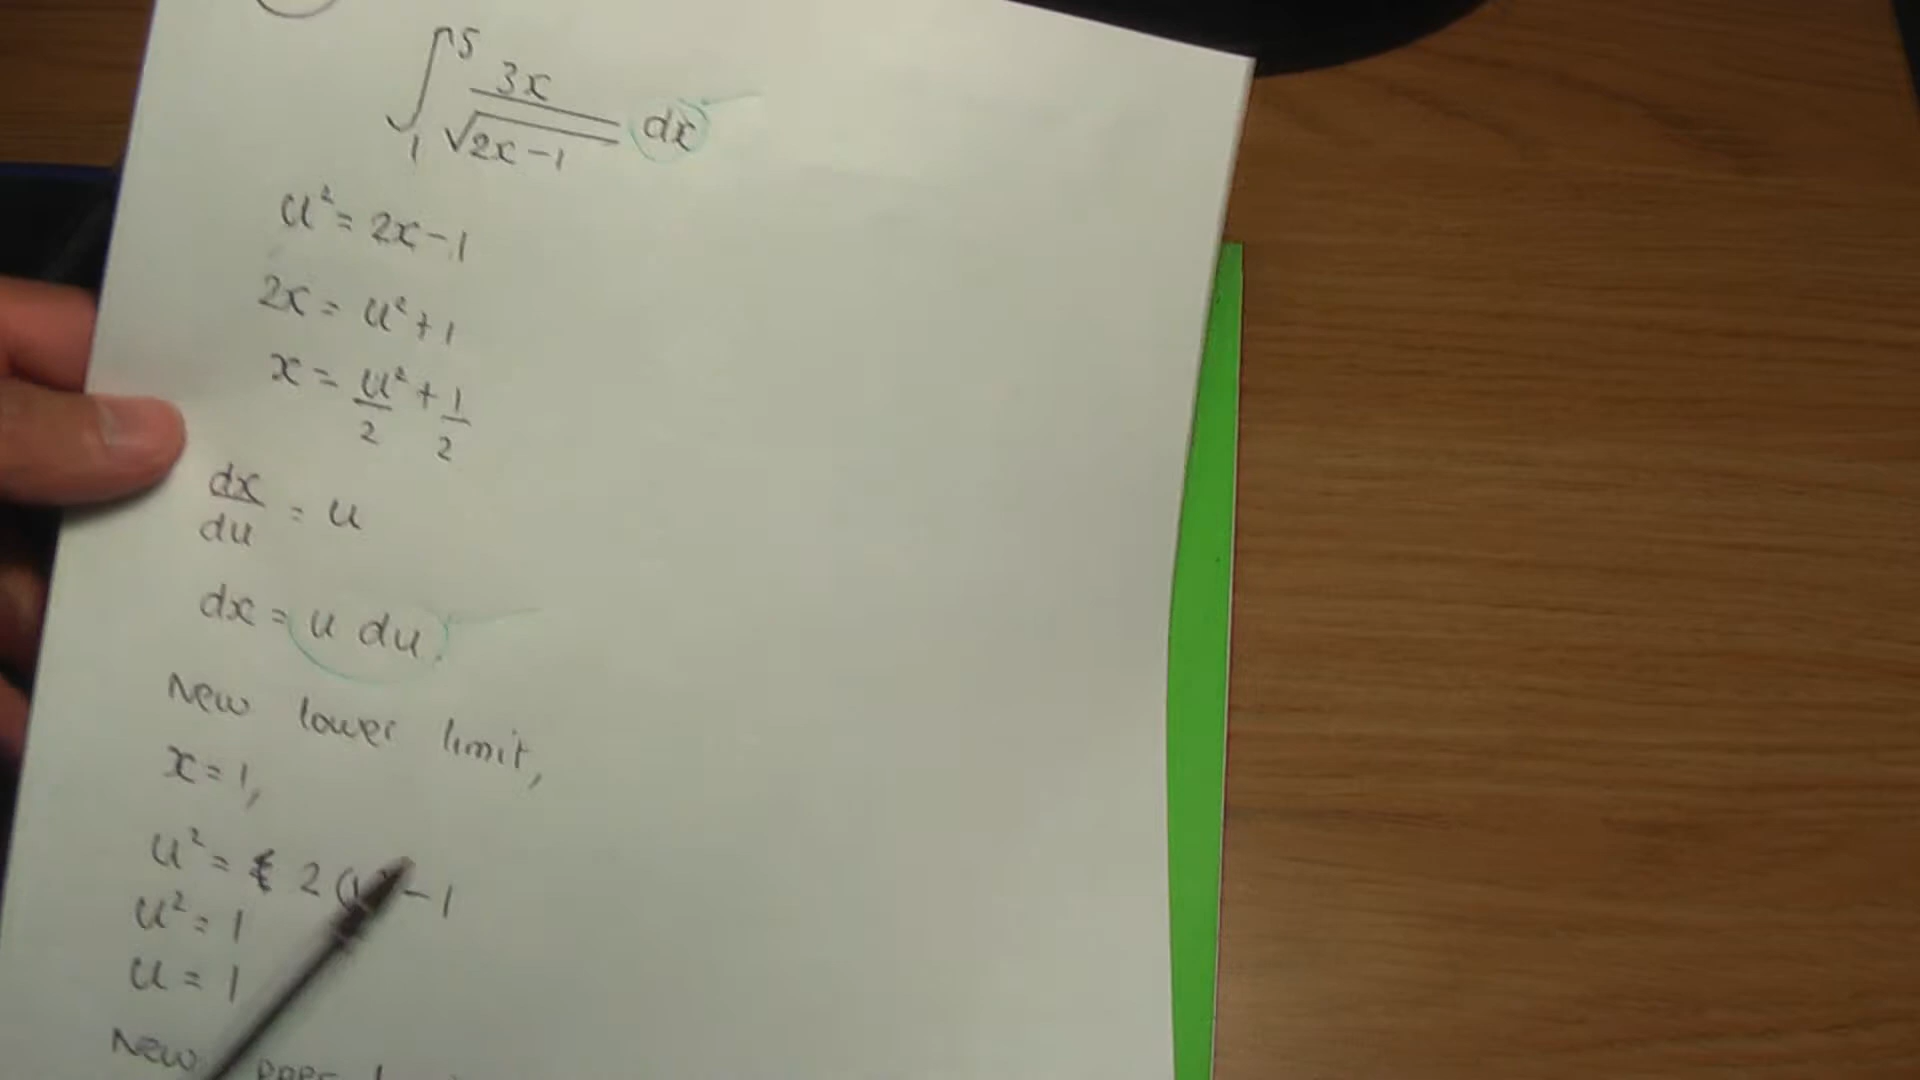 ∫₁⁵ 3x/√(2x-1) dx
u² = 2x-1
2x = u² + 1
x = u²/2 + 1/2
dx/du = u
dx = u du.
New lower limit,
x = 1,
u² = 2(1)-1
u² = 1
u = 1
New